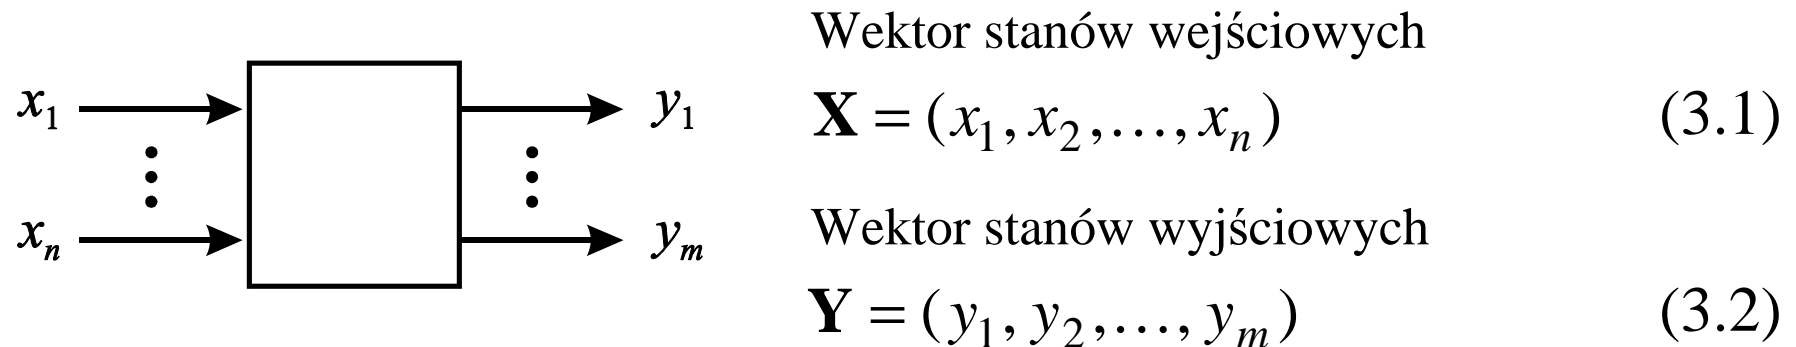 x₁
xₙ
y₁
yₘ
Wektor stanów wejściowych
X = (x₁, x₂,..., xₙ) (3.1)
Wektor stanów wyjściowych
Y = (y₁, y₂,..., yₘ) (3.2)